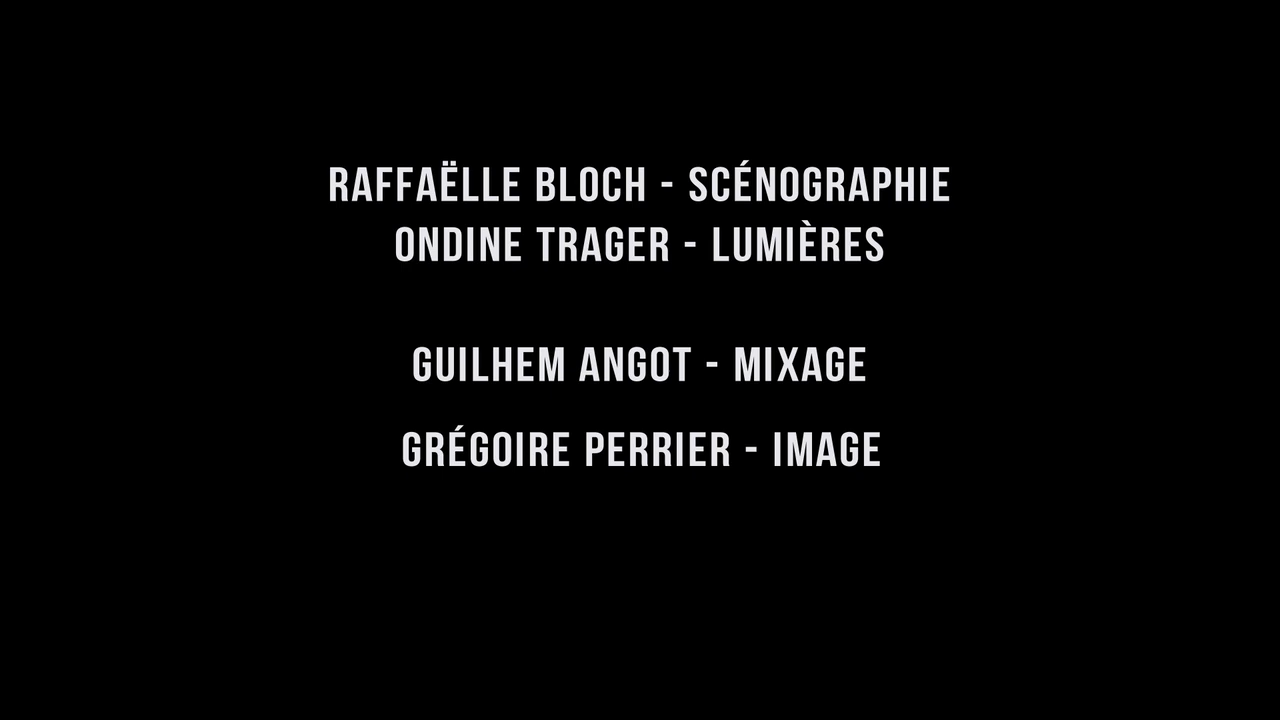 RAFFAËLLE BLOCH - SCÉNOGRAPHIE
ONDINE TRAGER - LUMIÈRES
GUILHEM ANGOT - MIXAGE
GRÉGOIRE PERRIER - IMAGE